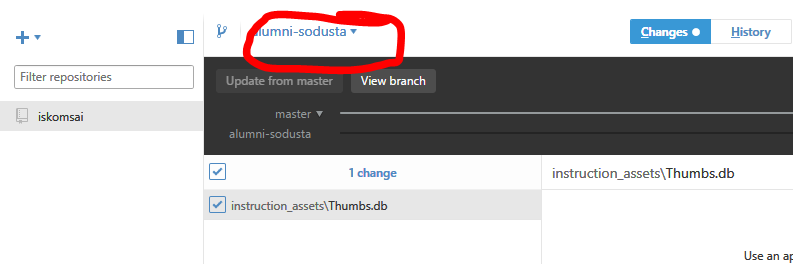 alumni-sodusta
Changes
History
Filter repositories
Update from master
View branch
iskomsai
master
alumni-sodusta
1 change
instruction_assets\Thumbs.db
instruction_assets\Thumbs.db
Use an ap